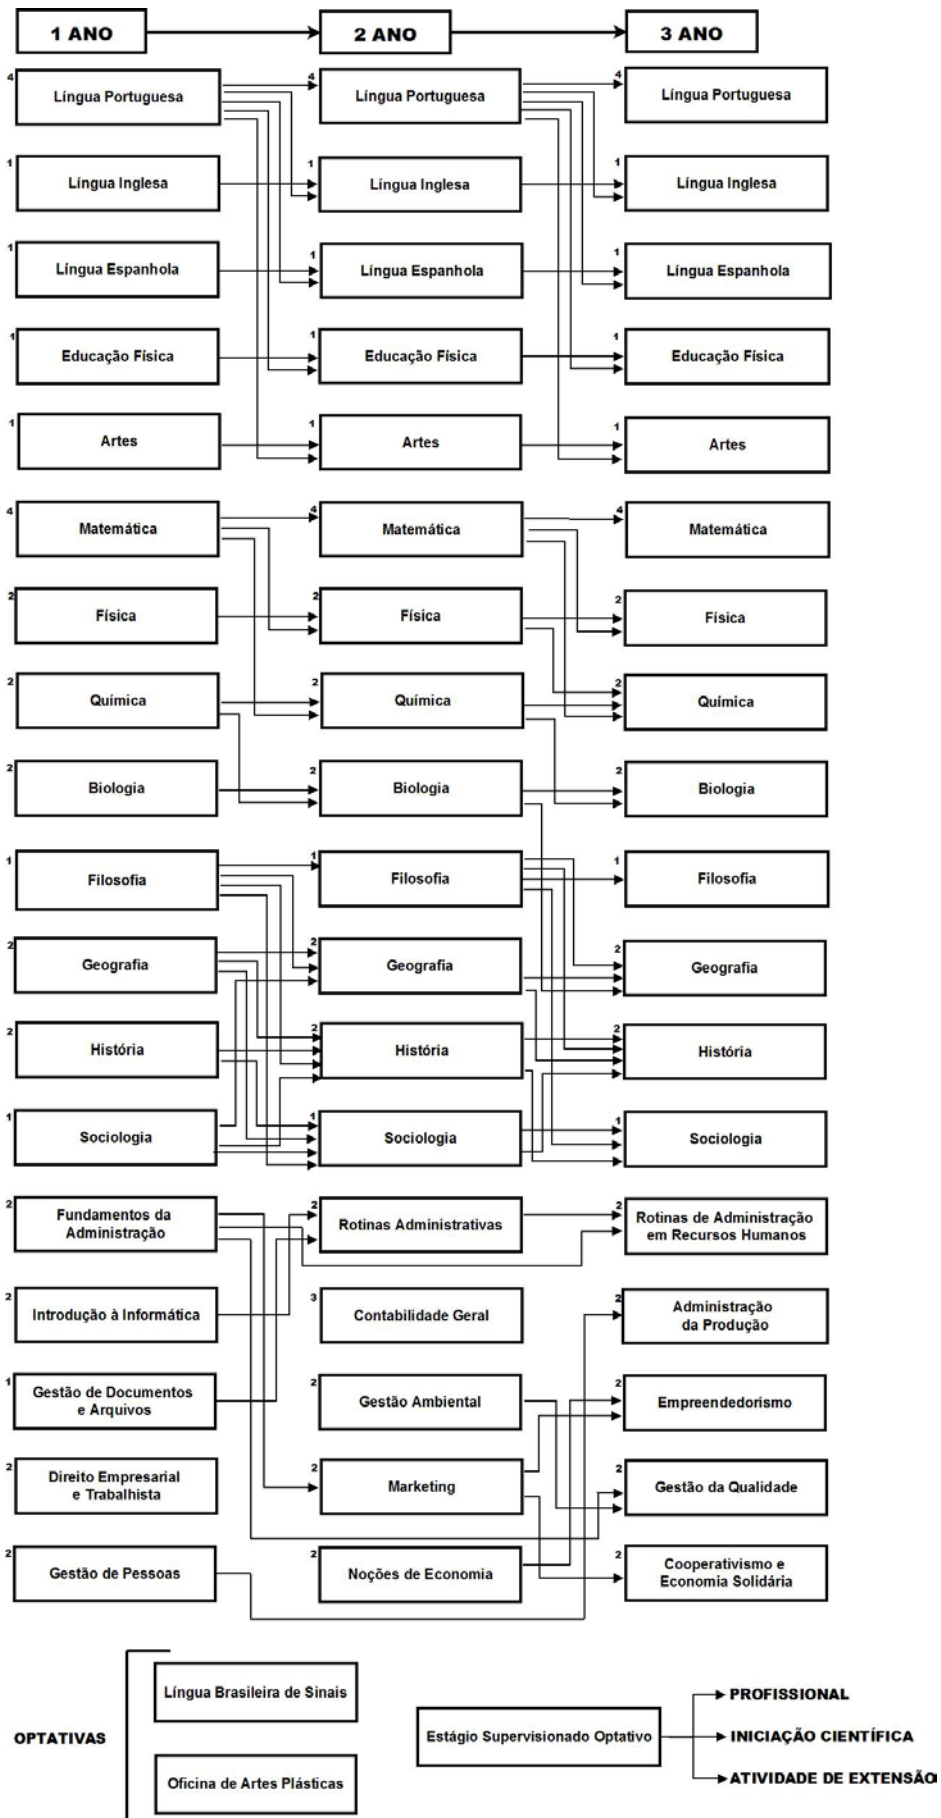 1 ANO
2 ANO
3 ANO
4
Língua Portuguesa
4
Língua Portuguesa
4
Língua Portuguesa
1
Língua Inglesa
1
Língua Inglesa
1
Língua Inglesa
1
Língua Espanhola
1
Língua Espanhola
1
Língua Espanhola
1
Educação Física
1
Educação Física
1
Educação Física
1
Artes
1
Artes
1
Artes
4
Matemática
4
Matemática
4
Matemática
2
Física
2
Física
2
Física
2
Química
2
Química
2
Química
2
Biologia
2
Biologia
2
Biologia
1
Filosofia
1
Filosofia
1
Filosofia
2
Geografia
2
Geografia
2
Geografia
2
História
2
História
2
História
1
Sociologia
1
Sociologia
1
Sociologia
2
Fundamentos da
Administração
2
Rotinas Administrativas
2
Rotinas de Administração
em Recursos Humanos
2
Introdução à Informática
3
Contabilidade Geral
2
Administração
da Produção
1
Gestão de Documentos
e Arquivos
2
Gestão Ambiental
2
Empreendedorismo
2
Direito Empresarial
e Trabalhista
2
Marketing
2
Gestão da Qualidade
2
Gestão de Pessoas
2
Noções de Economia
2
Cooperativismo e
Economia Solidária
OPTATIVAS
Língua Brasileira de Sinais
Oficina de Artes Plásticas
Estágio Supervisionado Optativo
PROFISSIONAL
INICIAÇÃO CIENTÍFICA
ATIVIDADE DE EXTENSÃO